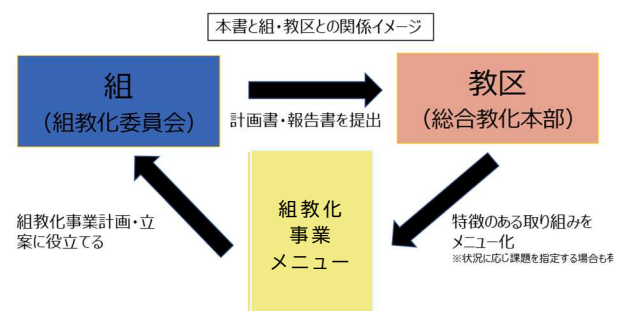 本書と組・教区との関係イメージ
組
（組教化委員会）
計画書・報告書を提出
教区
（総合教化本部）
特徴のある取り組みを
メニュー化
※状況に応じ課題を指定する場合も
組教化
事業
メニュー
組教化事業計画・立
案に役立てる